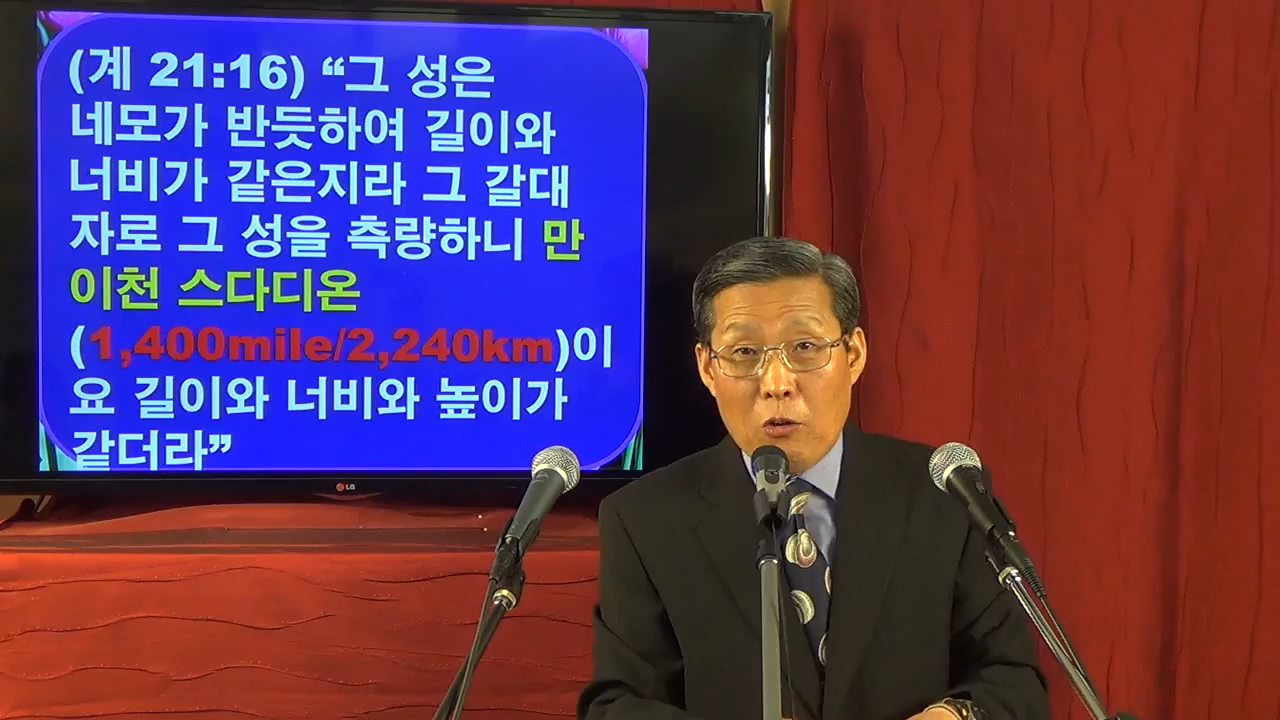 (계 21:16) “그 성은
네모가 반듯하여 길이와
너비가 같은지라 그 갈대
자로 그 성을 측량하니 만
이천 스다디온
(1,400mile/2,240km)이
요 길이와 너비와 높이가
같더라”
LG